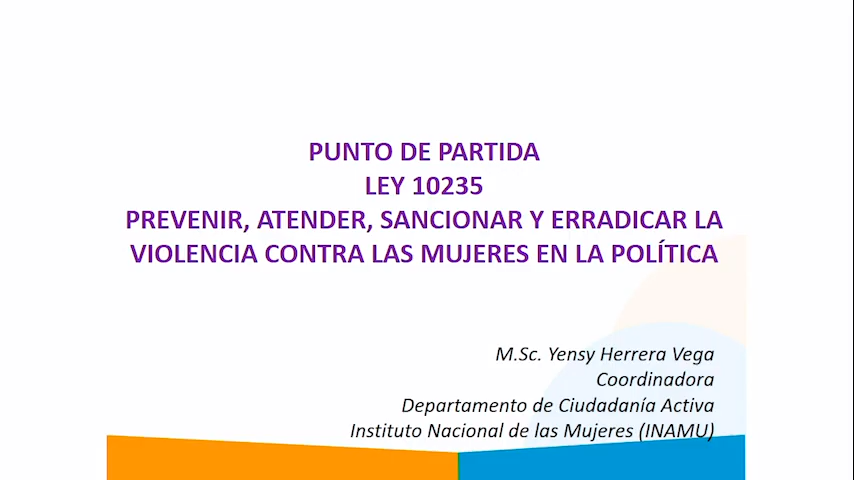 PUNTO DE PARTIDA
LEY 10235
PREVENIR, ATENDER, SANCIONAR Y ERRADICAR LA
VIOLENCIA CONTRA LAS MUJERES EN LA POLÍTICA
M.Sc. Yensy Herrera Vega
Coordinadora
Departamento de Ciudadanía Activa
Instituto Nacional de las Mujeres (INAMU)